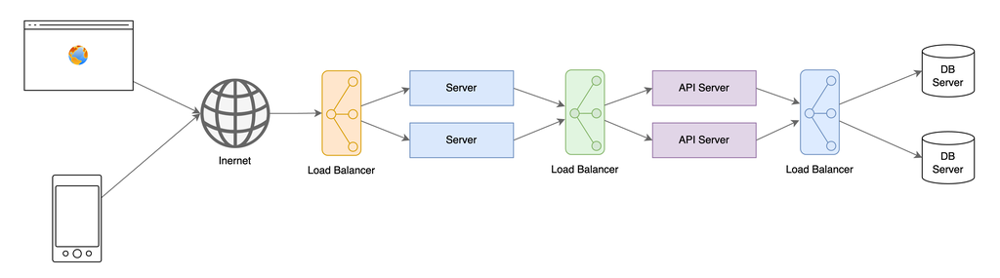 Inernet
Load Balancer
Server
Server
Load Balancer
API Server
API Server
Load Balancer
DB
Server
DB
Server